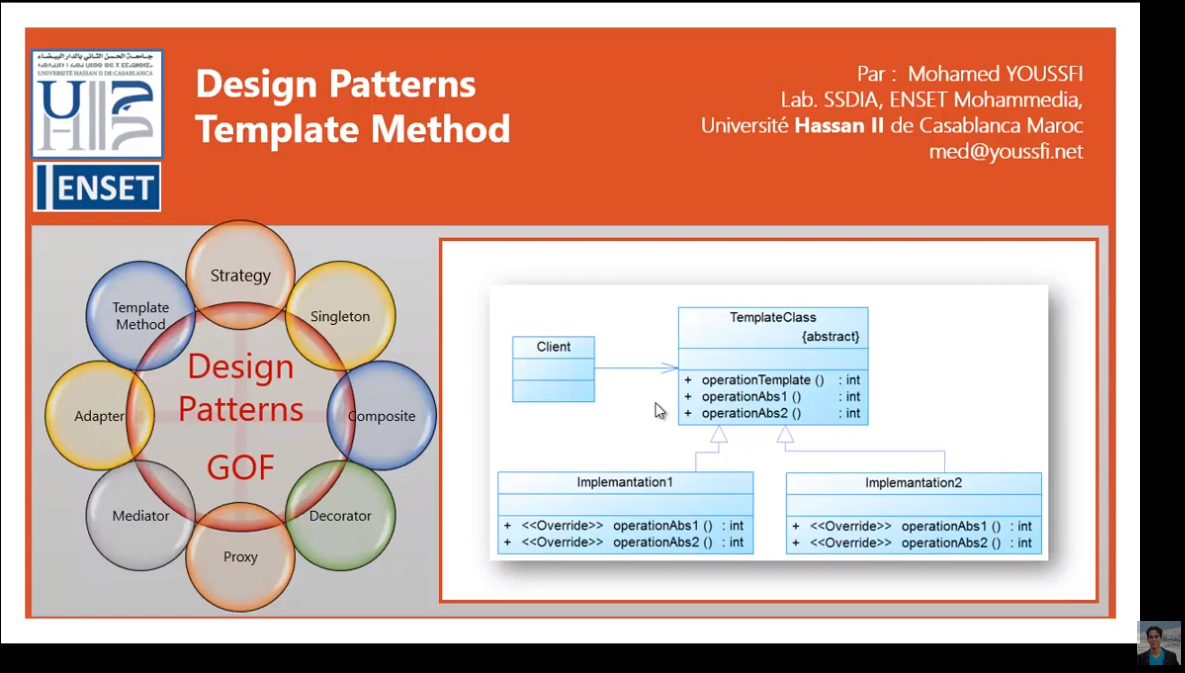 جامعة الحسن الثاني بالدار البيضاء
UNIVERSITÉ HASSAN II DE CASABLANCA
ENSET
Design Patterns
Template Method
Par : Mohamed YOUSSFI
Lab. SSDIA, ENSET Mohammedia,
Université Hassan II de Casablanca Maroc
med@youssfi.net
Strategy
Template
Method
Singleton
Design
Patterns
GOF
Adapter
Composite
Mediator
Decorator
Proxy
Client
TemplateClass
{abstract}
+ operationTemplate () : int
+ operationAbs1 () : int
+ operationAbs2 () : int
Implemantation1
+ <<Override>> operationAbs1 () : int
+ <<Override>> operationAbs2 () : int
Implemantation2
+ <<Override>> operationAbs1 () : int
+ <<Override>> operationAbs2 () : int